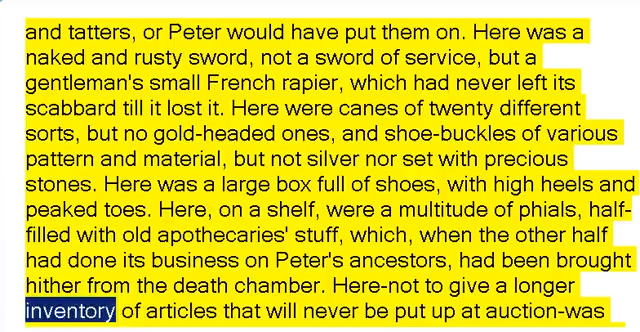 and tatters, or Peter would have put them on. Here was a
naked and rusty sword, not a sword of service, but a
gentleman's small French rapier, which had never left its
scabbard till it lost it. Here were canes of twenty different
sorts, but no gold-headed ones, and shoe-buckles of various
pattern and material, but not silver nor set with precious
stones. Here was a large box full of shoes, with high heels and
peaked toes. Here, on a shelf, were a multitude of phials, half-
filled with old apothecaries' stuff, which, when the other half
had done its business on Peter's ancestors, had been brought
hither from the death chamber. Here-not to give a longer
inventory of articles that will never be put up at auction-was